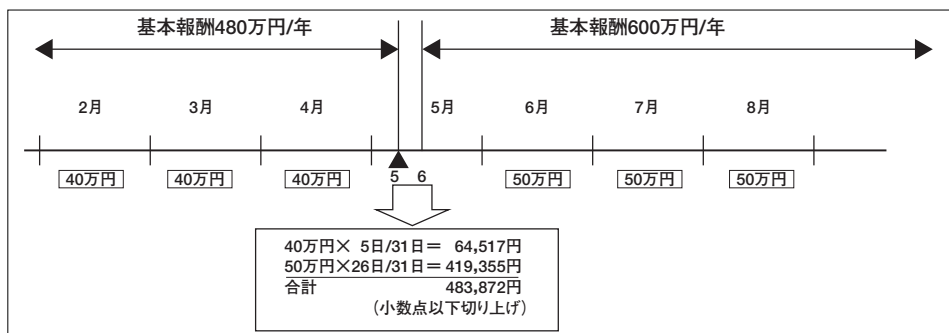 基本報酬480万円/年 基本報酬600万円/年
2月 3月 4月 5月 6月 7月 8月
40万円 40万円 40万円 5 6 50万円 50万円 50万円
40万円× 5日/31日＝ 64,517円
50万円×26日/31日＝419,355円
合計 483,872円
(小数点以下切り上げ)